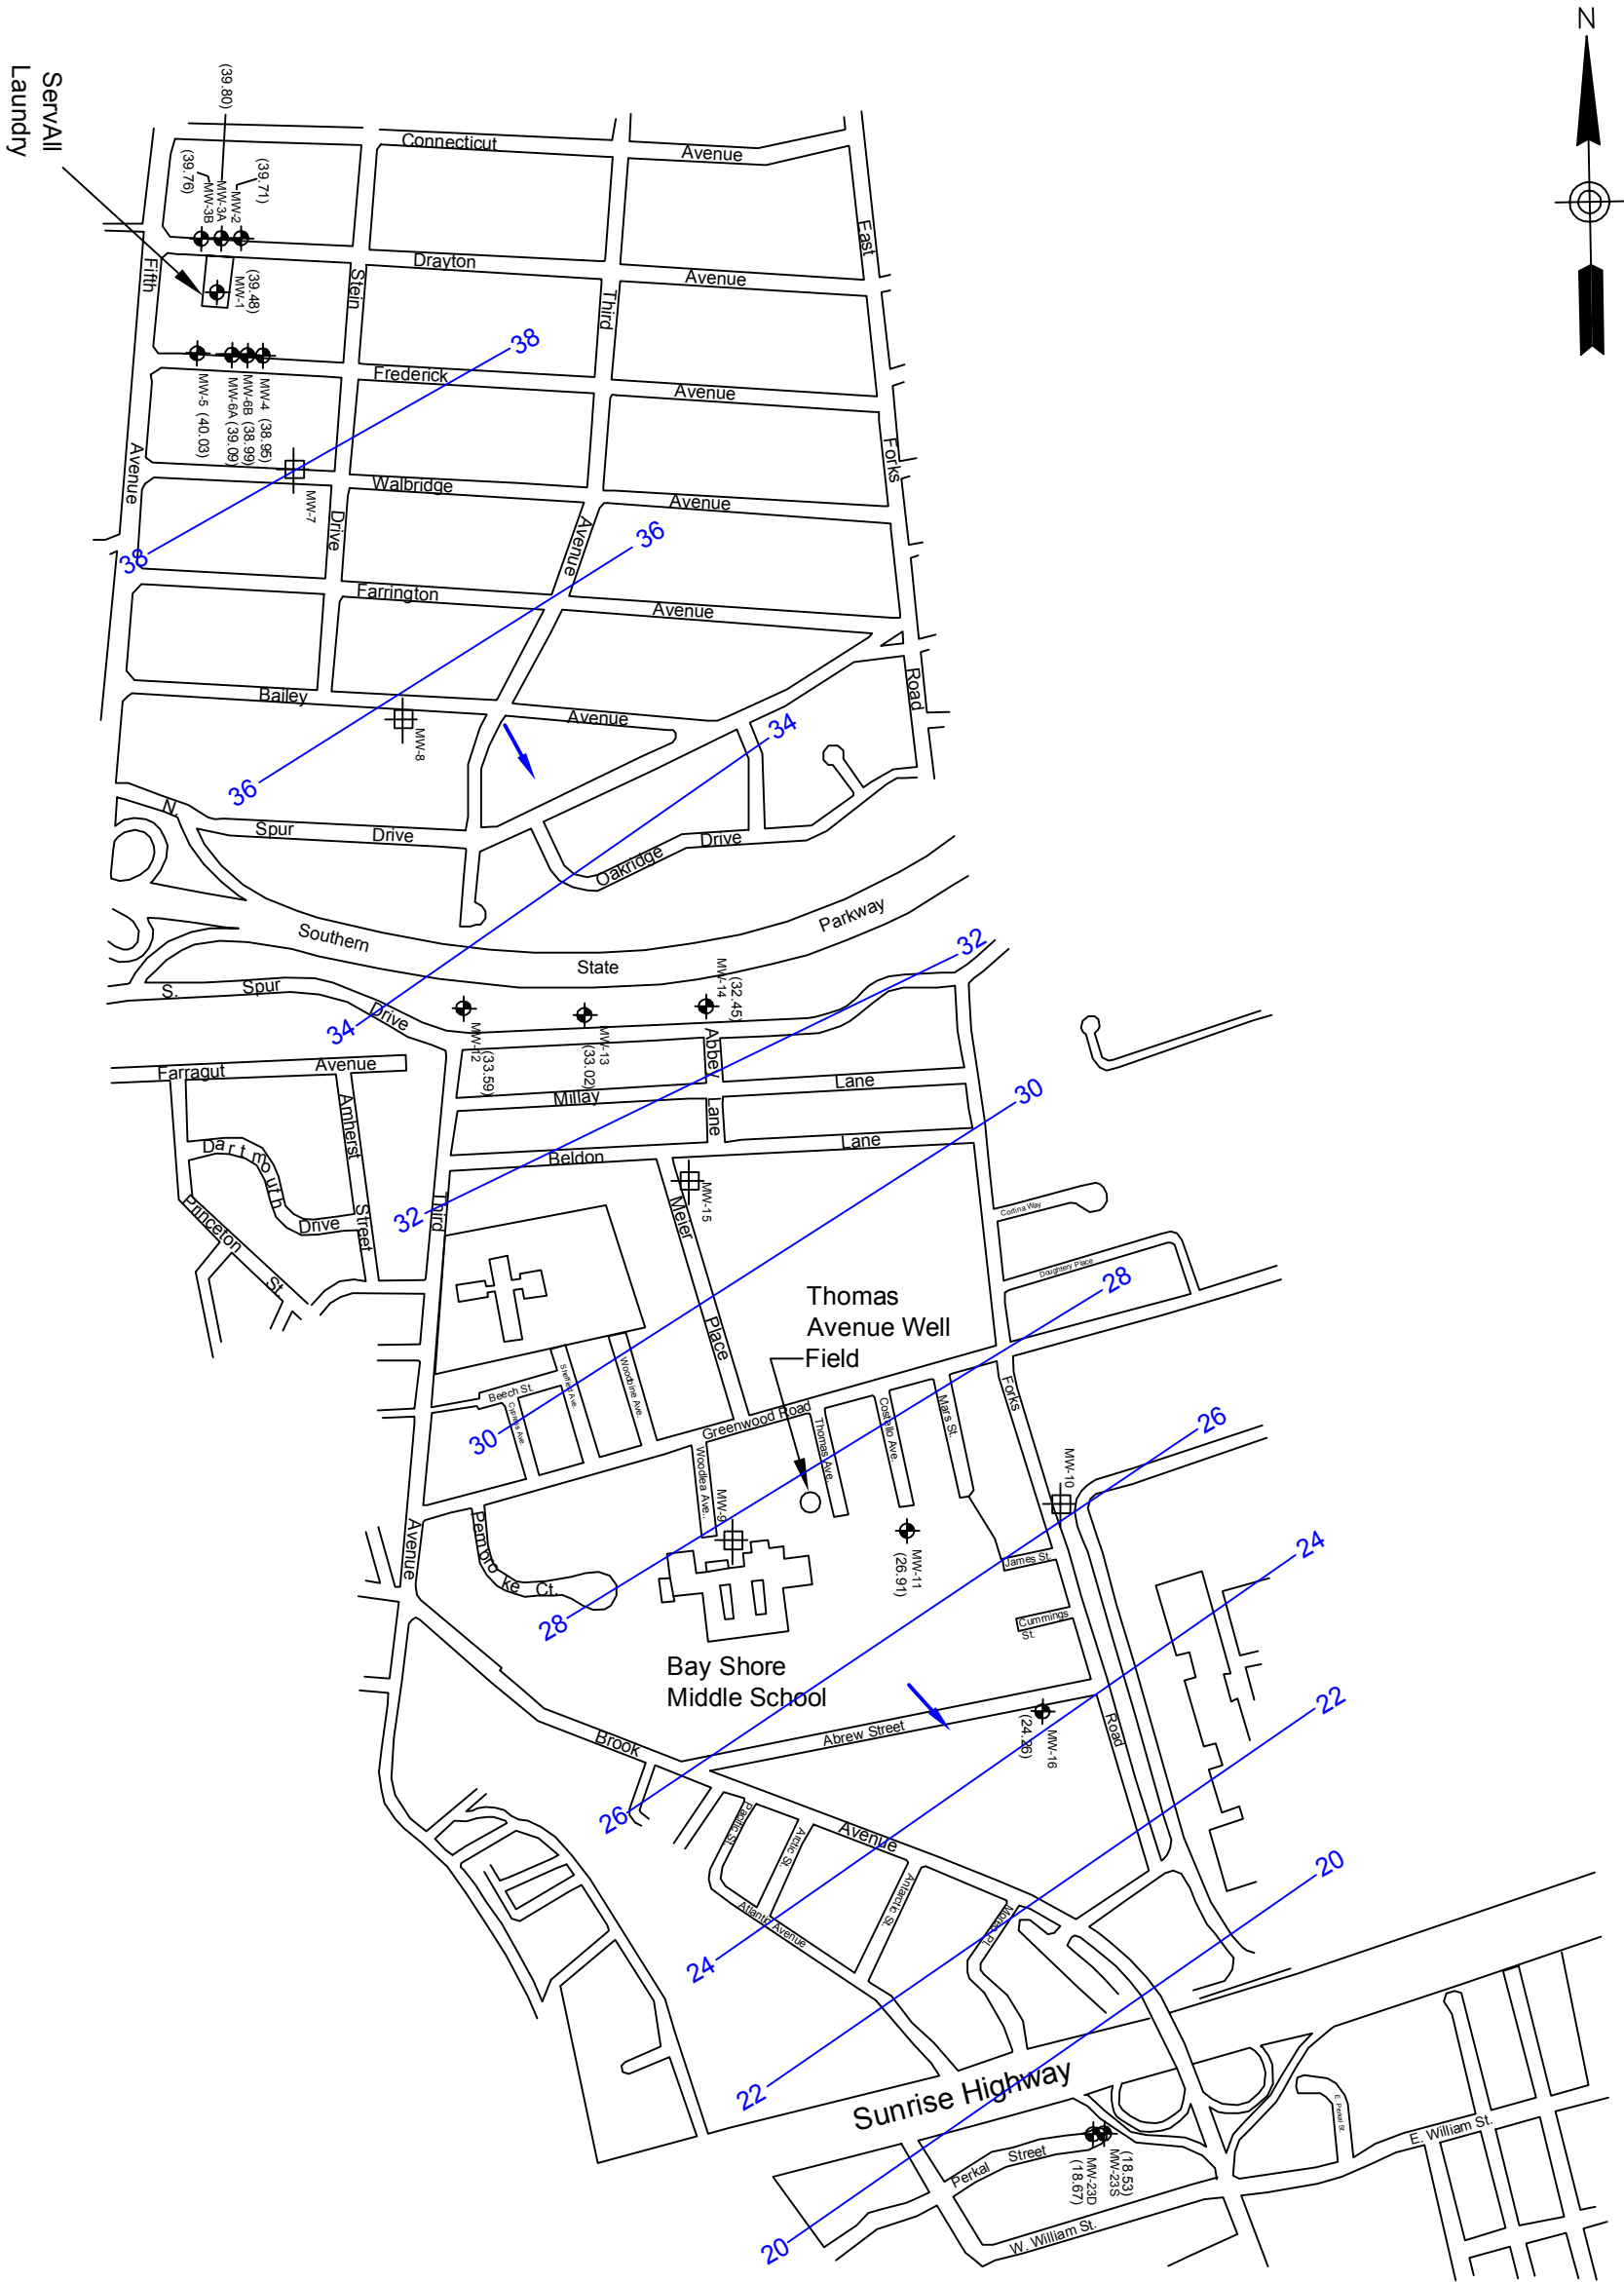 N
ServAll
Laundry
(39.80)
(39.76)
MW-3B
MW-3A
MW-2
(39.71)
(39.48)
MW-1
Connecticut
Avenue
East
Drayton
Avenue
Fifth
Stein
Third
38
Frederick
Avenue
MW-5 (40.03)
MW-6A (39.09)
MW-6B (38.99)
MW-4 (38.95)
Avenue
Forks
Walbridge
Avenue
MW-7
Drive
Avenue
36
38
Farrington
Avenue
Bailey
Avenue
Road
MW-8
34
36
N.
Spur
Drive
Oakridge
Drive
Southern
State
Parkway
32
S.
Spur
Drive
34
MW-12
(33.59)
MW-13
(33.02)
MW-14
(32.45)
Abbey
Lane
Farragut
Avenue
Millay
Lane
30
Amherst
Street
Dartmouth
Drive
Beldon
Lane
Princeton
St.
32
Third
Meier
Place
MW-15
Cortina Way
Doughtery Place
28
Thomas
Avenue Well
Field
Beech St.
Cypress Ave.
Sheffield Ave.
Woodbine Ave.
30
Greenwood Road
Thomas Ave.
Costello Ave.
Mars St.
Forks
26
Woodlea Ave..
MW-9
MW-10
MW-11
(26.91)
Avenue
Pembroke Ct.
James St.
24
28
Cummings
St.
Bay Shore
Middle School
Brook
Abrew Street
MW-16
(24.26)
Road
22
26
Avenue
Pacific St.
Arctic St.
Antarctic St.
Atlantic Avenue
20
24
22
Sunrise Highway
Perkal
Street
MW-23S
(18.53)
MW-23D
(18.67)
E. Perkal St.
E. William St.
W. William St.
20